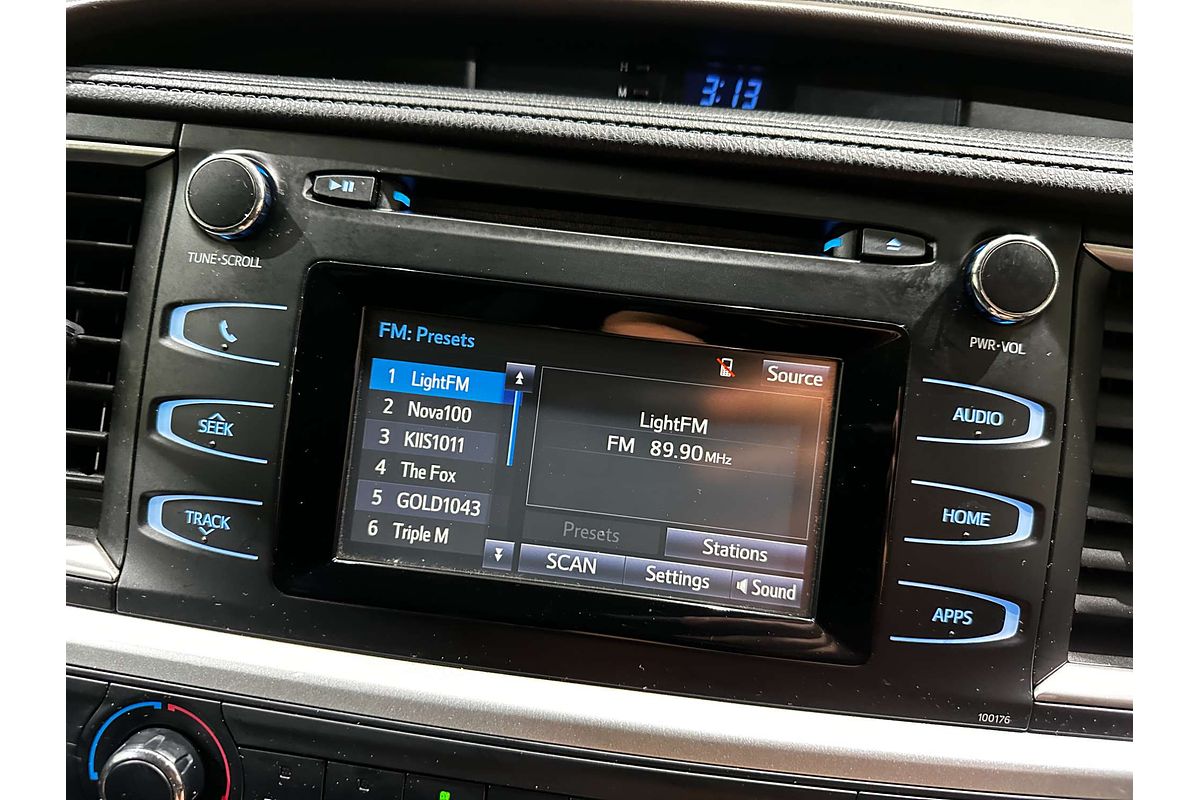 H
M
3:13
TUNE•SCROLL
PWR•VOL
SEEK
TRACK
FM: Presets
Source
1 LightFM
2 Nova100
3 KIIS1011
4 The Fox
5 GOLD1043
6 Triple M
LightFM
FM 89.90 MHz
Presets
Stations
SCAN
Settings
Sound
AUDIO
HOME
APPS
100176